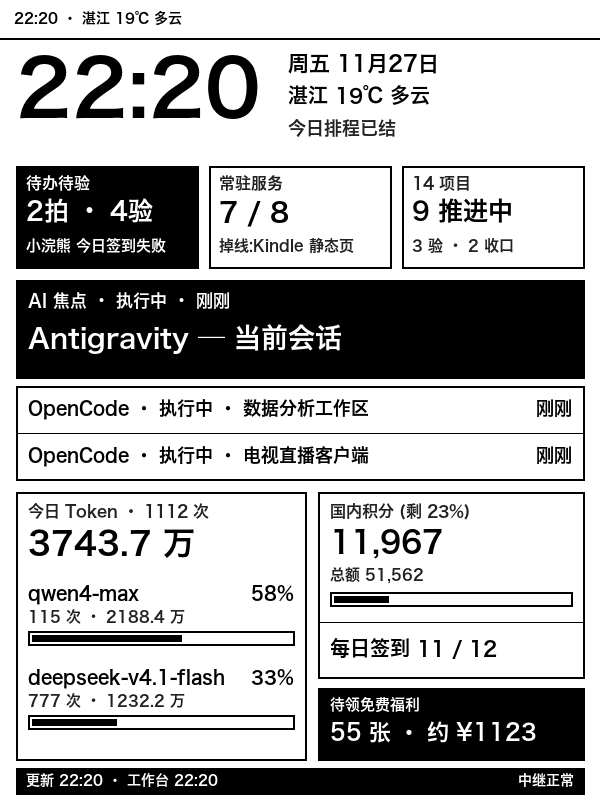 22:20 · 湛江 19℃ 多云
22:20
周五 11月27日
湛江 19℃ 多云
今日排程已结
待办待验
2拍 · 4验
小浣熊 今日签到失败
常驻服务
7 / 8
掉线:Kindle 静态页
14 项目
9 推进中
3 验 · 2 收口
AI 焦点 · 执行中 · 刚刚
Antigravity — 当前会话
OpenCode · 执行中 · 数据分析工作区 刚刚
OpenCode · 执行中 · 电视直播客户端 刚刚
今日 Token · 1112 次
3743.7 万
qwen4-max 58%
115 次 · 2188.4 万
deepseek-v4.1-flash 33%
777 次 · 1232.2 万
国内积分 (剩 23%)
11,967
总额 51,562
每日签到 11 / 12
待领免费福利
55 张 · 约 ¥1123
更新 22:20 · 工作台 22:20 中继正常